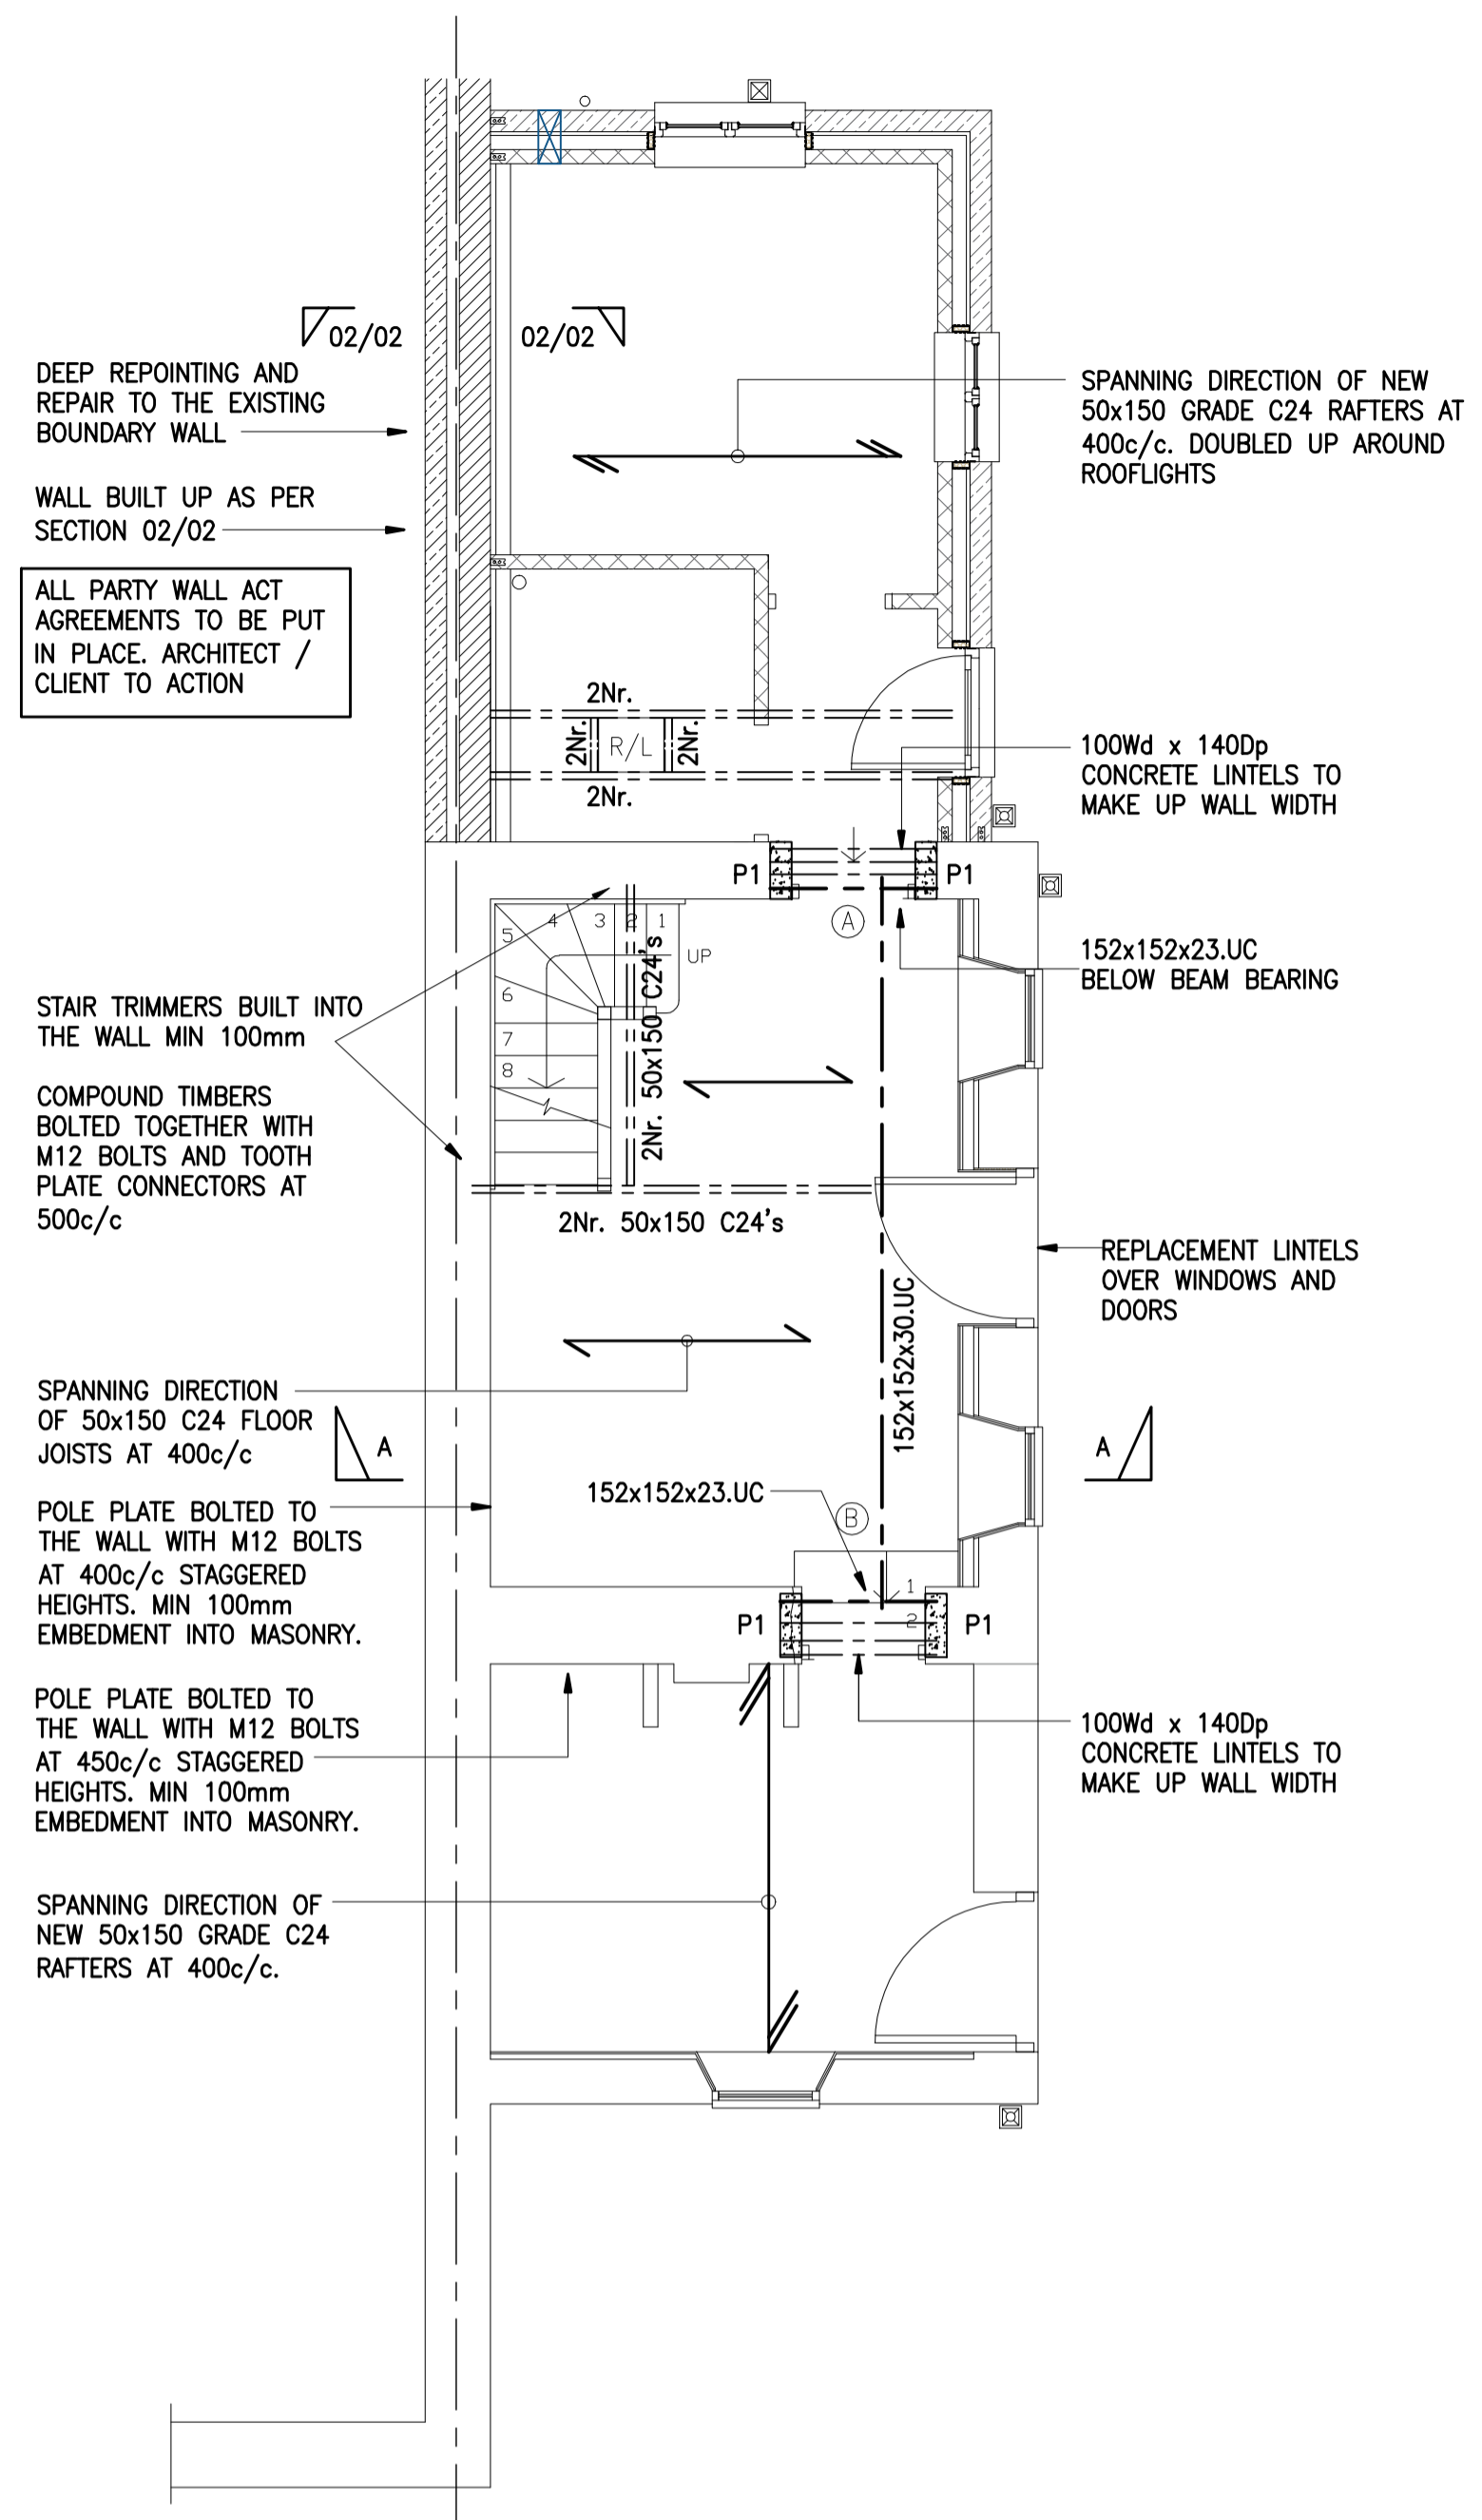 02/02
02/02
DEEP REPOINTING AND
REPAIR TO THE EXISTING
BOUNDARY WALL
WALL BUILT UP AS PER
SECTION 02/02
ALL PARTY WALL ACT
AGREEMENTS TO BE PUT
IN PLACE. ARCHITECT /
CLIENT TO ACTION
SPANNING DIRECTION OF NEW
50x150 GRADE C24 RAFTERS AT
400c/c. DOUBLED UP AROUND
ROOFLIGHTS
2Nr.
2Nr.
R/L
2Nr.
2Nr.
100Wd x 140Dp
CONCRETE LINTELS TO
MAKE UP WALL WIDTH
P1
P1
A
152x152x23.UC
BELOW BEAM BEARING
1
2
3
4
5
6
7
8
UP
2Nr. 50x150 C24's
STAIR TRIMMERS BUILT INTO
THE WALL MIN 100mm
COMPOUND TIMBERS
BOLTED TOGETHER WITH
M12 BOLTS AND TOOTH
PLATE CONNECTORS AT
500c/c
2Nr. 50x150 C24's
REPLACEMENT LINTELS
OVER WINDOWS AND
DOORS
152x152x30.UC
SPANNING DIRECTION
OF 50x150 C24 FLOOR
JOISTS AT 400c/c
A
A
152x152x23.UC
B
POLE PLATE BOLTED TO
THE WALL WITH M12 BOLTS
AT 400c/c STAGGERED
HEIGHTS. MIN 100mm
EMBEDMENT INTO MASONRY.
1
2
P1
P1
POLE PLATE BOLTED TO
THE WALL WITH M12 BOLTS
AT 450c/c STAGGERED
HEIGHTS. MIN 100mm
EMBEDMENT INTO MASONRY.
100Wd x 140Dp
CONCRETE LINTELS TO
MAKE UP WALL WIDTH
SPANNING DIRECTION OF
NEW 50x150 GRADE C24
RAFTERS AT 400c/c.